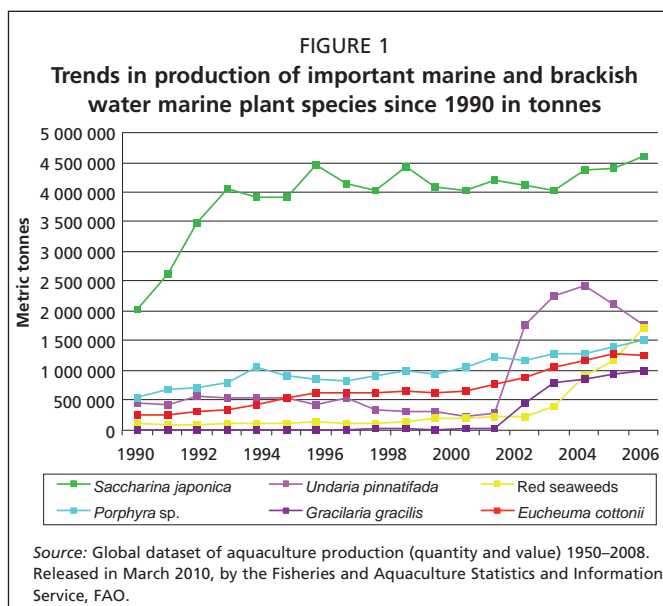 FIGURE 1
Trends in production of important marine and brackish
water marine plant species since 1990 in tonnes
Metric tonnes
5 000 000
4 500 000
4 000 000
3 500 000
3 000 000
2 500 000
2 000 000
1 500 000
1 000 000
500 000
0
1990 1992 1994 1996 1998 2000 2002 2004 2006
Saccharina japonica Undaria pinnatifada Red seaweeds
Porphyra sp. Gracilaria gracilis Eucheuma cottonii
Source: Global dataset of aquaculture production (quantity and value) 1950–2008.
Released in March 2010, by the Fisheries and Aquaculture Statistics and Information
Service, FAO.